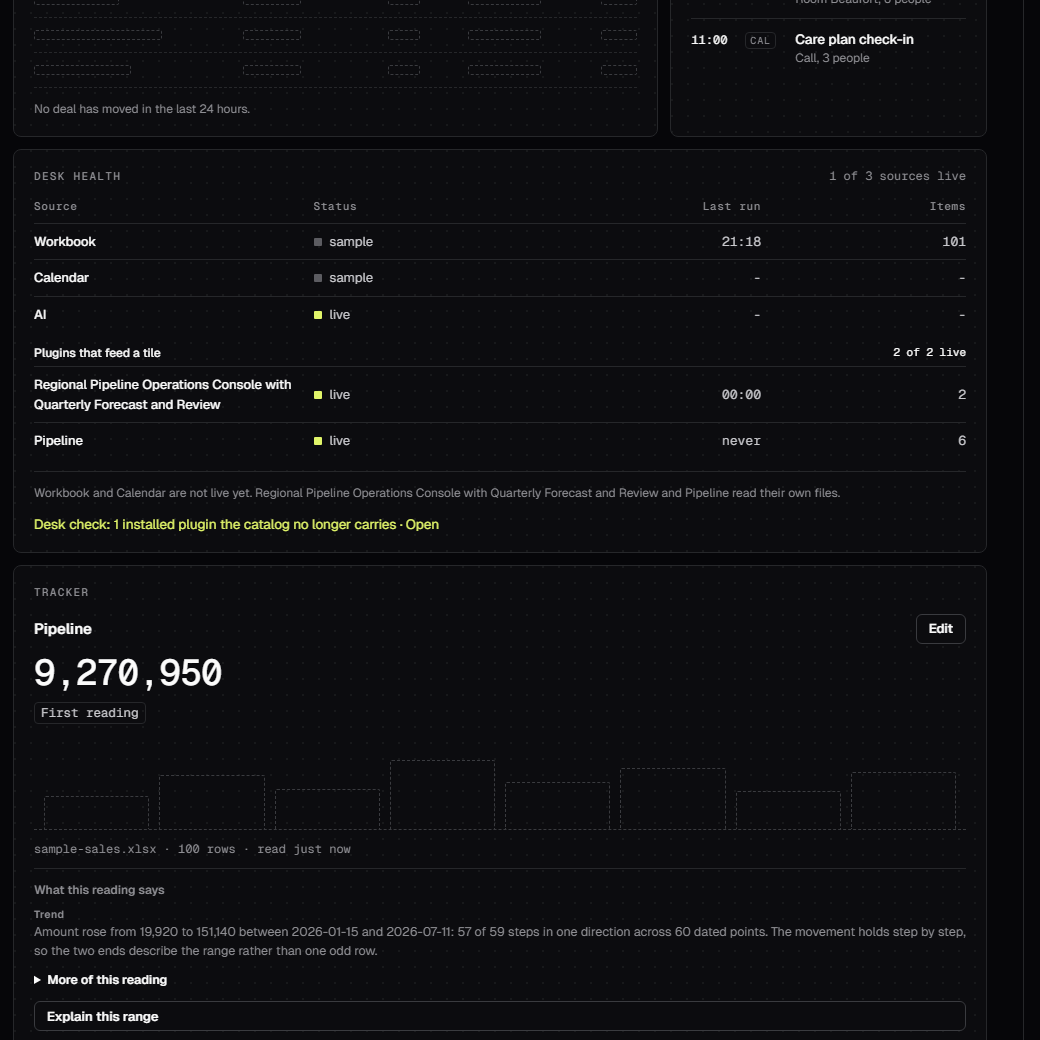 11:00 CAL Care plan check-in
Call, 3 people
No deal has moved in the last 24 hours.
DESK HEALTH 1 of 3 sources live
Source Status Last run Items
Workbook sample 21:18 101
Calendar sample - -
AI live - -
Plugins that feed a tile 2 of 2 live
Regional Pipeline Operations Console with
Quarterly Forecast and Review live 00:00 2
Pipeline live never 6
Workbook and Calendar are not live yet. Regional Pipeline Operations Console with Quarterly Forecast and Review and Pipeline read their own files.
Desk check: 1 installed plugin the catalog no longer carries · Open
TRACKER
Pipeline Edit
9,270,950
First reading
sample-sales.xlsx · 100 rows · read just now
What this reading says
Trend
Amount rose from 19,920 to 151,140 between 2026-01-15 and 2026-07-11: 57 of 59 steps in one direction across 60 dated points. The movement holds step by step,
so the two ends describe the range rather than one odd row.
More of this reading
Explain this range